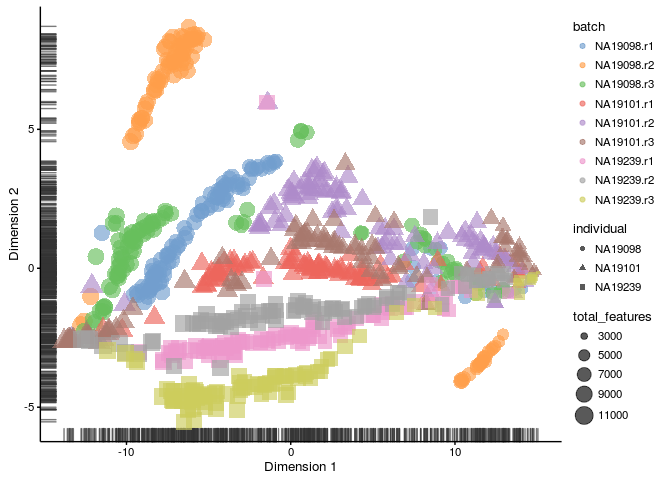 batch
NA19098.r1
NA19098.r2
NA19098.r3
NA19101.r1
NA19101.r2
NA19101.r3
NA19239.r1
NA19239.r2
NA19239.r3
individual
NA19098
NA19101
NA19239
total_features
3000
5000
7000
9000
11000
5
0
-5
Dimension 2
-10
0
10
Dimension 1